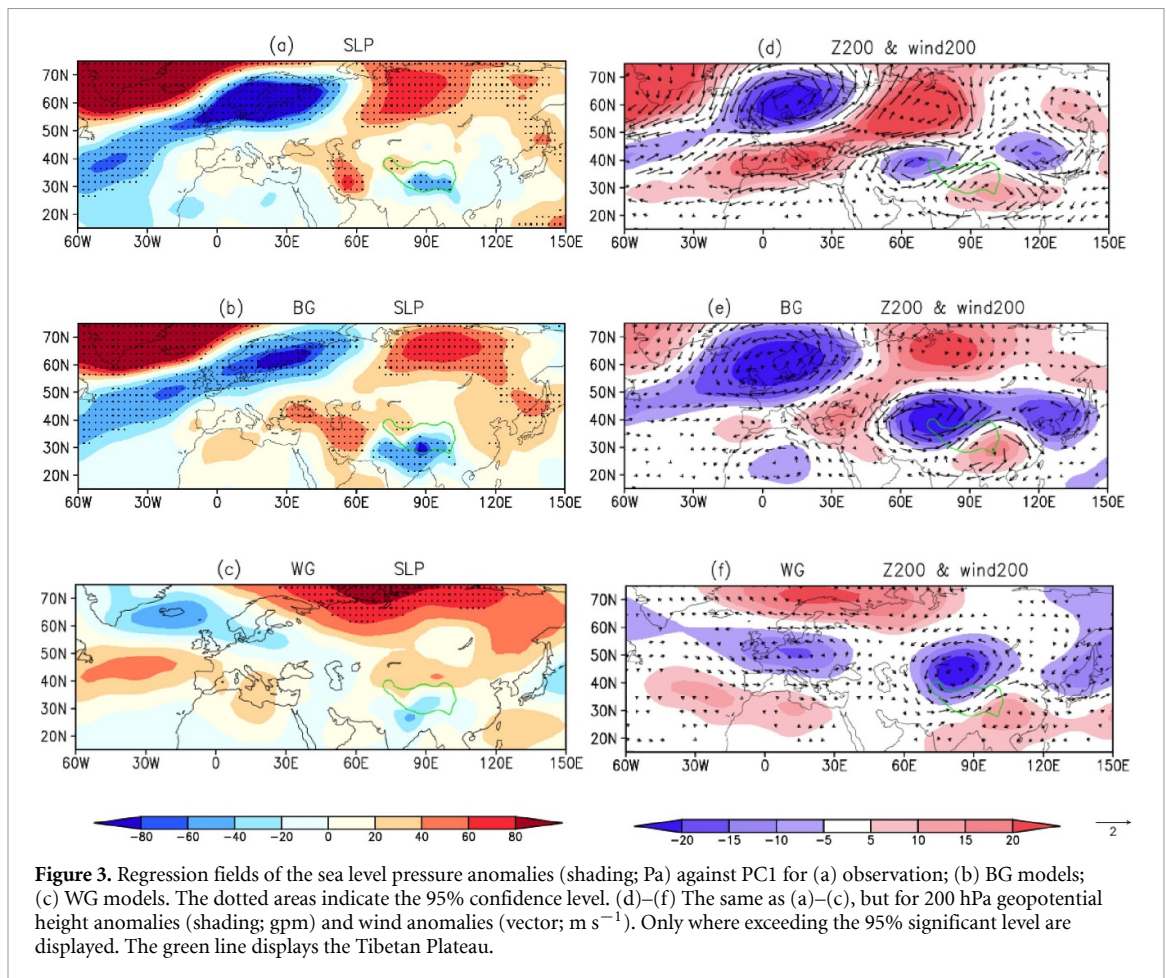 (a) SLP
70N
60N
50N
40N
30N
20N
60W 30W 0 30E 60E 90E 120E 150E
(d) Z200 & wind200
70N
60N
50N
40N
30N
20N
60W 30W 0 30E 60E 90E 120E 150E
(b) BG SLP
70N
60N
50N
40N
30N
20N
60W 30W 0 30E 60E 90E 120E 150E
(e) BG Z200 & wind200
70N
60N
50N
40N
30N
20N
60W 30W 0 30E 60E 90E 120E 150E
(c) WG SLP
70N
60N
50N
40N
30N
20N
60W 30W 0 30E 60E 90E 120E 150E
(f) WG Z200 & wind200
70N
60N
50N
40N
30N
20N
60W 30W 0 30E 60E 90E 120E 150E
−80 −60 −40 −20 0 20 40 60 80
−20 −15 −10 −5 5 10 15 20
2
Figure 3. Regression fields of the sea level pressure anomalies (shading; Pa) against PC1 for (a) observation; (b) BG models;
(c) WG models. The dotted areas indicate the 95% confidence level. (d)–(f) The same as (a)–(c), but for 200 hPa geopotential
height anomalies (shading; gpm) and wind anomalies (vector; m s⁻¹). Only where exceeding the 95% significant level are
displayed. The green line displays the Tibetan Plateau.